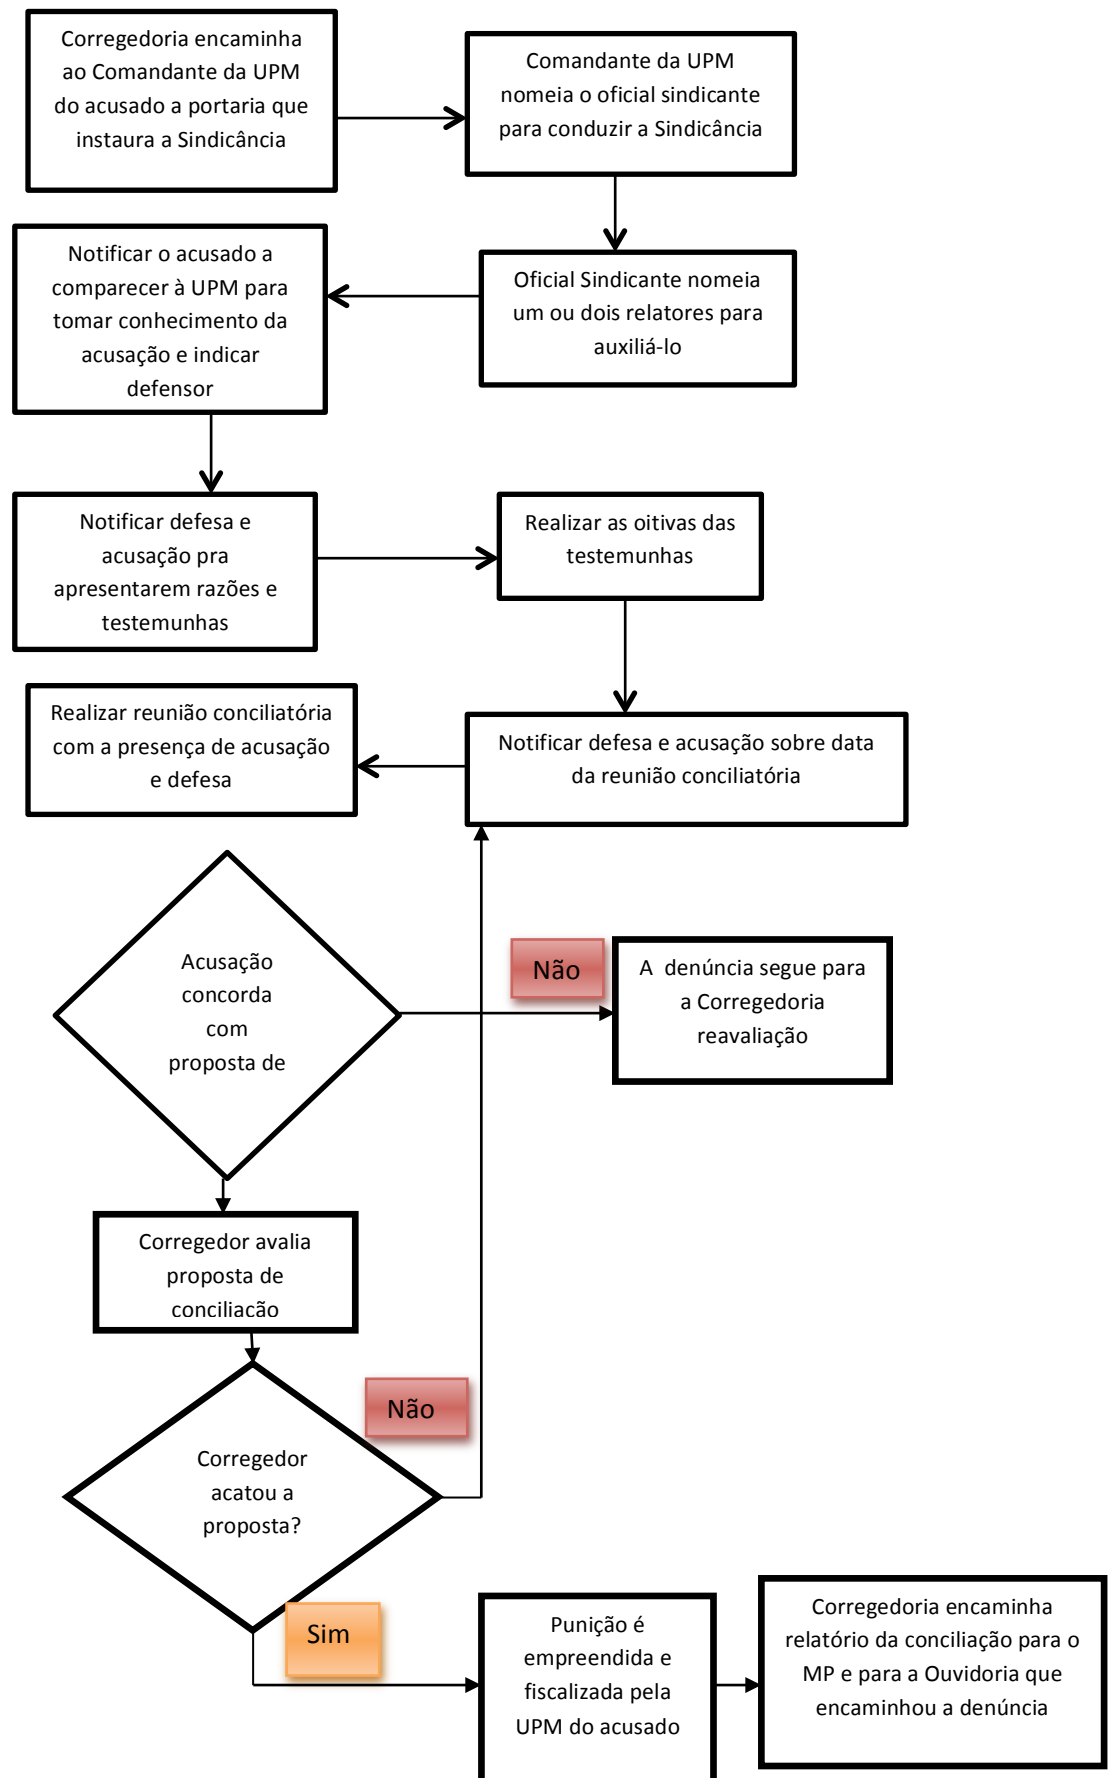 Corregedoria encaminha
ao Comandante da UPM
do acusado a portaria que
instaura a Sindicância
Comandante da UPM
nomeia o oficial sindicante
para conduzir a Sindicância
Oficial Sindicante nomeia
um ou dois relatores para
auxiliá-lo
Notificar o acusado a
comparecer à UPM para
tomar conhecimento da
acusação e indicar
defensor
Notificar defesa e
acusação pra
apresentarem razões e
testemunhas
Realizar as oitivas das
testemunhas
Notificar defesa e acusação sobre data
da reunião conciliatória
Realizar reunião conciliatória
com a presença de acusação
e defesa
Acusação
concorda
com
proposta de
Não
A denúncia segue para
a Corregedoria
reavaliação
Corregedor avalia
proposta de
conciliacão
Corregedor
acatou a
proposta?
Não
Sim
Punição é
empreendida e
fiscalizada pela
UPM do acusado
Corregedoria encaminha
relatório da conciliação para o
MP e para a Ouvidoria que
encaminhou a denúncia